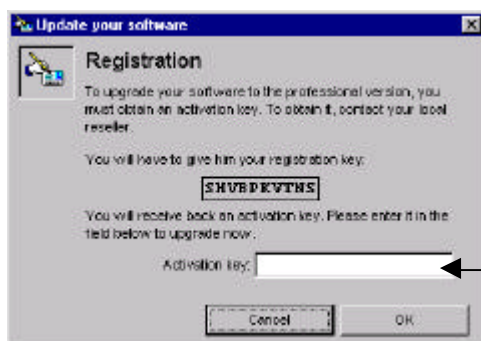 Update your software
Registration
To upgrade your software to the professional version, you
must obtain an activation key. To obtain it, contact your local
reseller.
You will have to give him your registration key:
SHVBPKVTNS
You will receive back an activation key. Please enter it in the
field below to upgrade now.
Activation key:
Cancel
OK